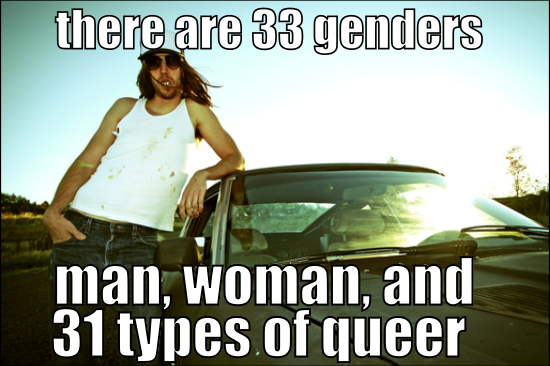 there are 33 genders
man, woman, and
31 types of queer